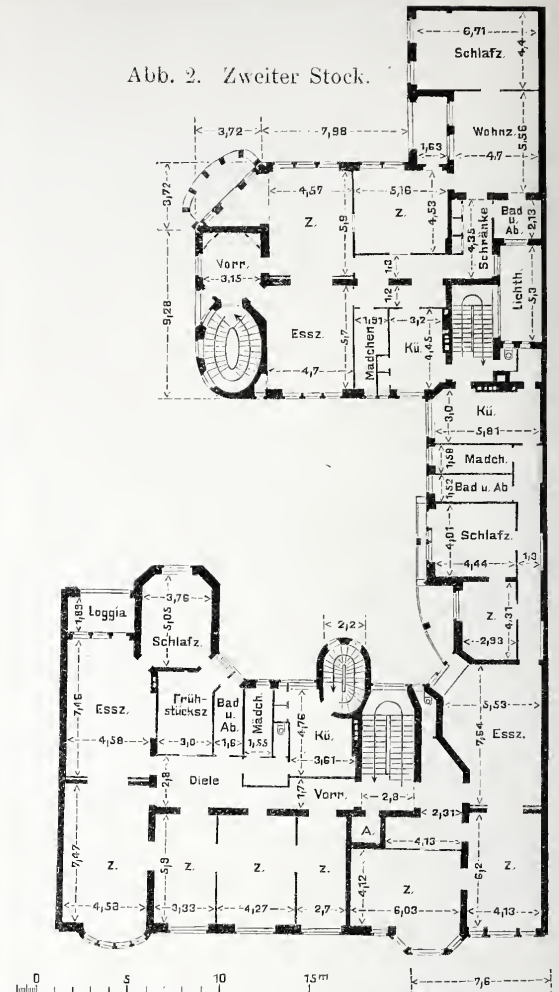 Abb. 2. Zweiter Stock.
6,71
4,4
Schlafz.
3,72
7,98
1,63
Wohnz.
4,7
5,56
3,72
4,57
5,16
5,9
4,53
Z.
Z.
4,35
Schränke
Bad
u.
Ab.
2,13
Vorr.
3,15
1,3
Lichth.
5,3
9,28
1,2
Essz.
5,7
1,91
3,2
Mädchen
Kü.
4,45
4,7
3,0
Kü.
5,81
1,58
Mädch.
1,52
Bad u. Ab
4,01
Schlafz.
4,44
1,3
3,76
Loggia
1,89
5,05
Schlafz.
2,2
Z.
4,31
2,93
7,46
Essz.
4,58
Früh-
stücksz
3,0
Bad
u.
Ab.
1,6
Mädch.
1,55
4,76
Kü.
3,61
5,53
Essz.
7,64
2,8
Diele
1,7
Vorr.
2,8
2,31
A.
4,13
7,47
5,9
Z.
Z.
Z.
Z.
4,12
Z.
6,2
Z.
4,58
3,33
4,27
2,7
6,03
4,13
0
5
10
15 m
7,6